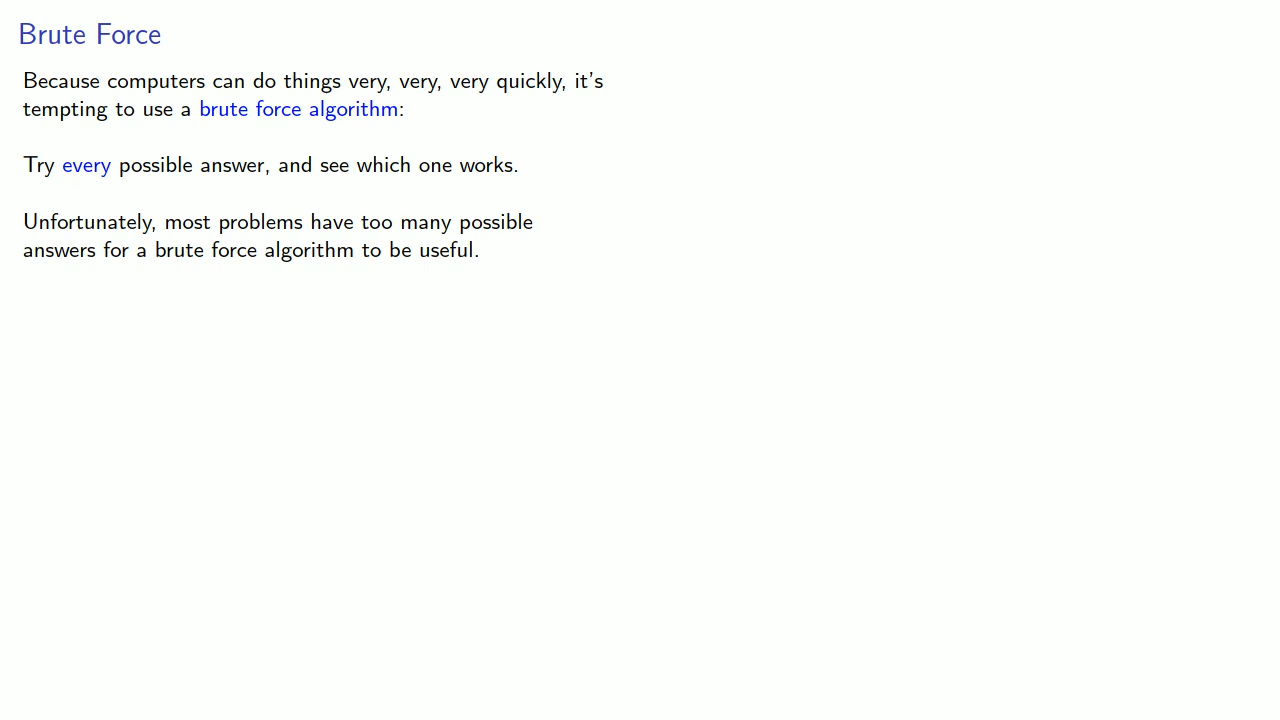 Brute Force
Because computers can do things very, very, very quickly, it's
tempting to use a brute force algorithm:
Try every possible answer, and see which one works.
Unfortunately, most problems have too many possible
answers for a brute force algorithm to be useful.